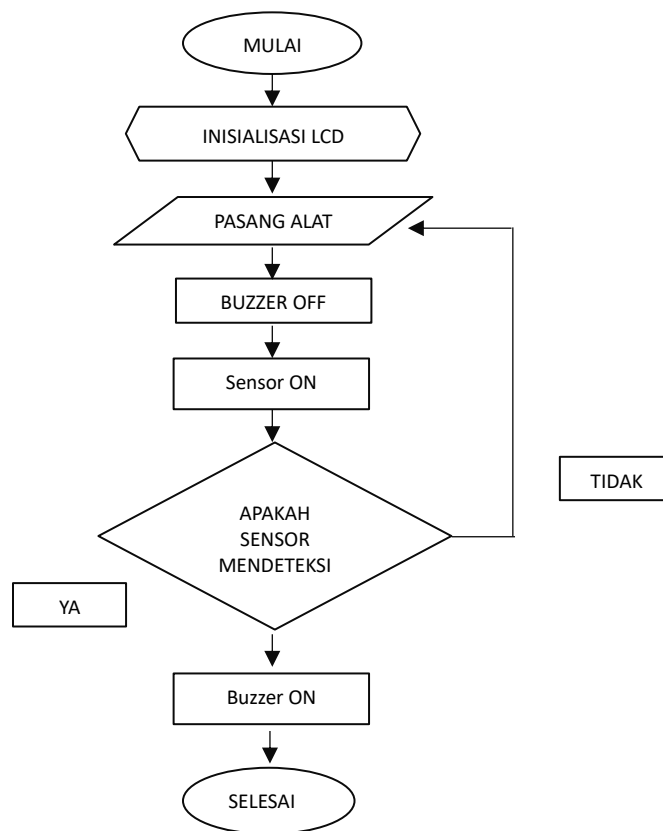 MULAI
INISIALISASI LCD
PASANG ALAT
BUZZER OFF
Sensor ON
TIDAK
APAKAH
SENSOR
MENDETEKSI
YA
Buzzer ON
SELESAI